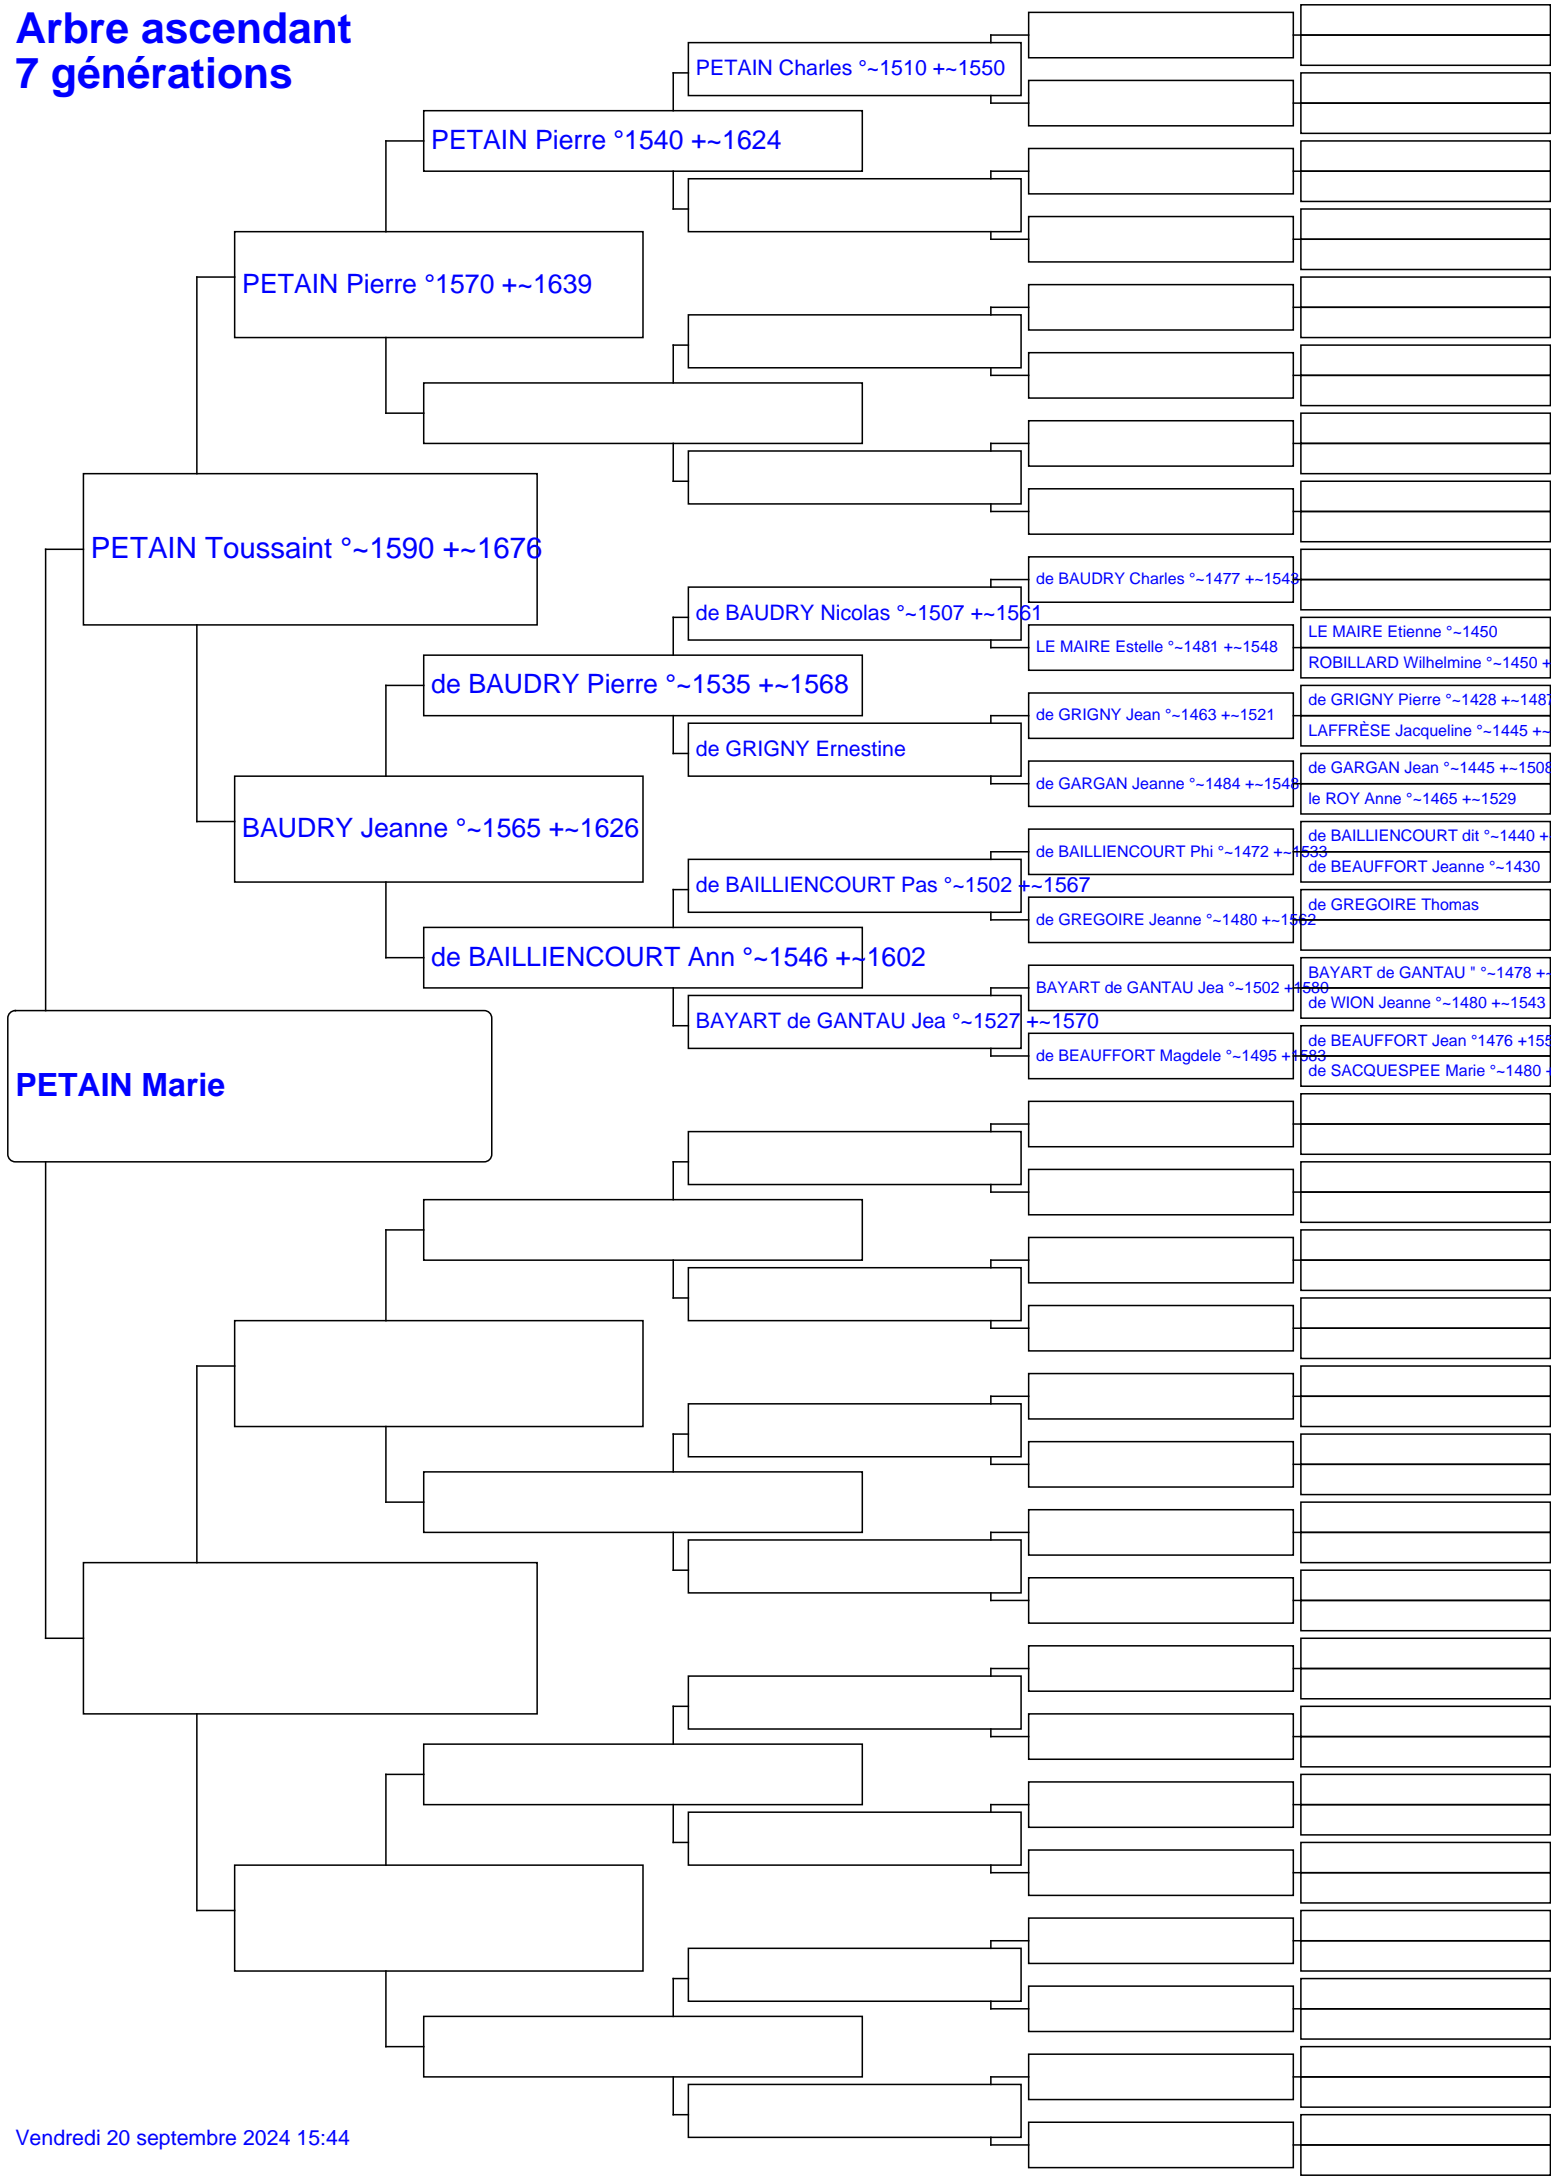 Arbre ascendant
7 générations
PETAIN Charles °~1510 +~1550
PETAIN Pierre °1540 +~1624
PETAIN Pierre °1570 +~1639
PETAIN Toussaint °~1590 +~1676
de BAUDRY Charles °~1477 +~1543
de BAUDRY Nicolas °~1507 +~1561
LE MAIRE Etienne °~1450
LE MAIRE Estelle °~1481 +~1548
ROBILLARD Wilhelmine °~1450 +
de BAUDRY Pierre °~1535 +~1568
de GRIGNY Pierre °~1428 +~1487
de GRIGNY Jean °~1463 +~1521
LAFFRÈSE Jacqueline °~1445 +~
de GRIGNY Ernestine
de GARGAN Jean °~1445 +~1508
de GARGAN Jeanne °~1484 +~1548
le ROY Anne °~1465 +~1529
BAUDRY Jeanne °~1565 +~1626
de BAILLIENCOURT dit °~1440 +
de BAILLIENCOURT Phi °~1472 +~1533
de BEAUFFORT Jeanne °~1430
de BAILLIENCOURT Pas °~1502 +~1567
de GREGOIRE Thomas
de GREGOIRE Jeanne °~1480 +~1562
de BAILLIENCOURT Ann °~1546 +~1602
BAYART de GANTAU " °~1478 +~
BAYART de GANTAU Jea °~1502 +1580
de WION Jeanne °~1480 +~1543
BAYART de GANTAU Jea °~1527 +~1570
de BEAUFFORT Jean °1476 +155
de BEAUFFORT Magdele °~1495 +1583
de SACQUESPEE Marie °~1480 +
PETAIN Marie
Vendredi 20 septembre 2024 15:44